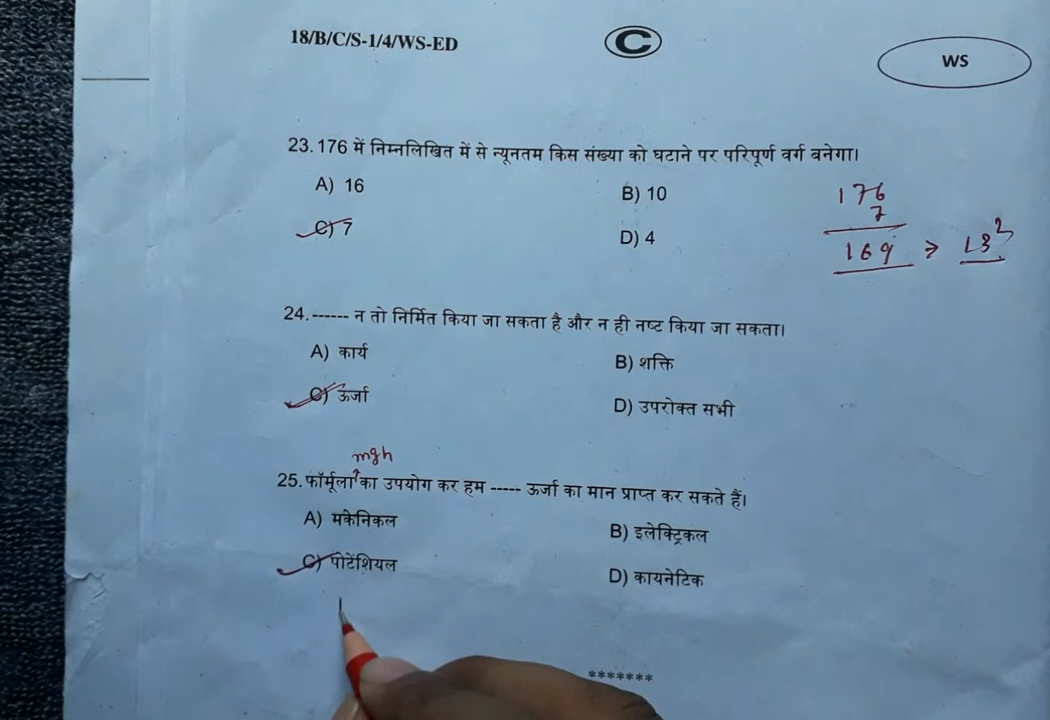 18/B/C/S-1/4/WS-ED
C
WS
23. 176 में निम्नलिखित में से न्यूनतम किस संख्या को घटाने पर परिपूर्ण वर्ग बनेगा।
A) 16 B) 10
C) 7 D) 4
176
7
169 ⇒ 13²
24. ------ न तो निर्मित किया जा सकता है और न ही नष्ट किया जा सकता।
A) कार्य B) शक्ति
C) ऊर्जा D) उपरोक्त सभी
mgh
25. फॉर्मूला का उपयोग कर हम ----- ऊर्जा का मान प्राप्त कर सकते हैं।
A) मकेनिकल B) इलेक्ट्रिकल
C) पोटेंशियल D) कायनेटिक
*******